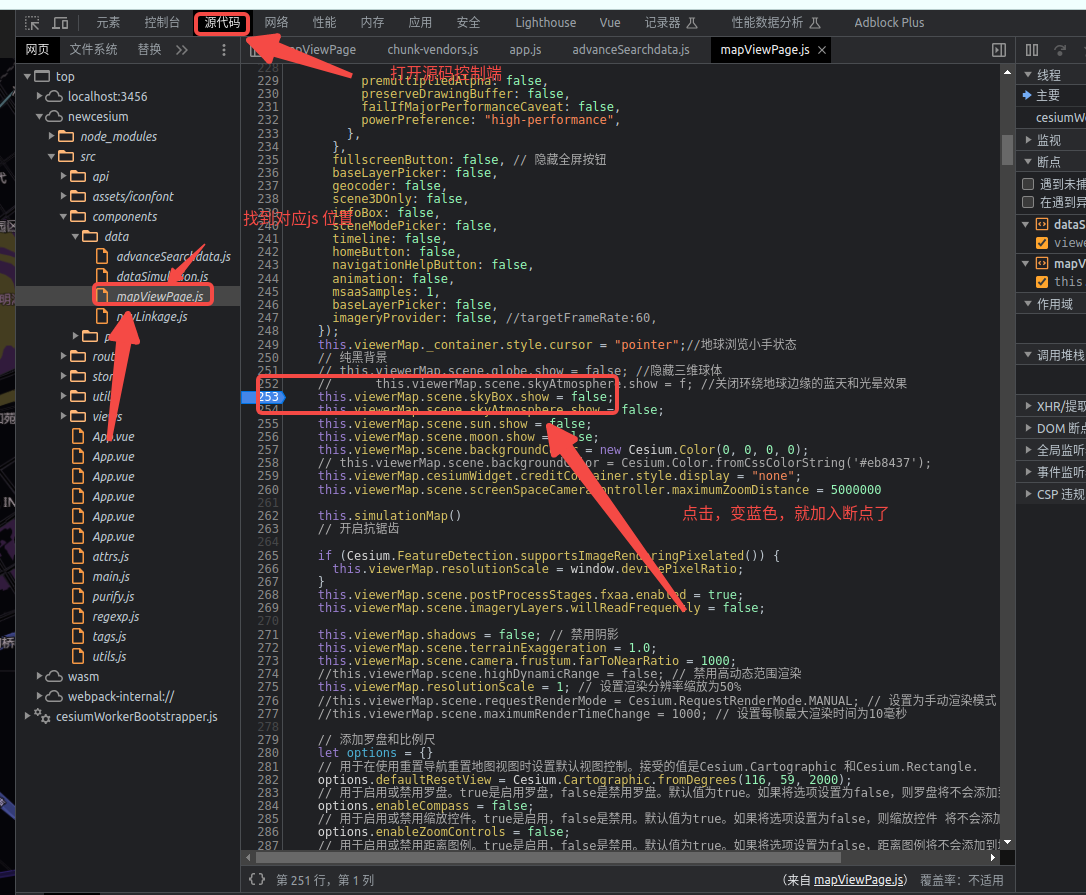 元素 控制台 源代码 网络 性能 内存 应用 安全 Lighthouse Vue 记录器 性能数据分析 Adblock Plus
网页 文件系统 替换 mapViewPage chunk-vendors.js app.js advanceSearchdata.js mapViewPage.js
打开源码控制端
top
localhost:3456
newcesium
node_modules
src
api
assets/iconfont
components
data
advanceSearchdata.js
dataSimulation.js
mapViewPage.js
newLinkage.js
App.vue
App.vue
App.vue
App.vue
App.vue
App.vue
attrs.js
main.js
purify.js
regexp.js
tags.js
utils.js
wasm
webpack-internal://
cesiumWorkerBootstrapper.js
找到对应js 位置
228
229 premultipliedAlpha: false,
230 preserveDrawingBuffer: false,
231 failIfMajorPerformanceCaveat: false,
232 powerPreference: "high-performance",
233 },
234 },
235 fullscreenButton: false, // 隐藏全屏按钮
236 baseLayerPicker: false,
237 geocoder: false,
238 scene3DOnly: false,
239 infoBox: false,
240 sceneModePicker: false,
241 timeline: false,
242 homeButton: false,
243 navigationHelpButton: false,
244 animation: false,
245 msaaSamples: 1,
246 baseLayerPicker: false,
247 imageryProvider: false, //targetFrameRate:60,
248 });
249 this.viewerMap._container.style.cursor = "pointer";//地球浏览小手状态
250 // 纯黑背景
251 // this.viewerMap.scene.globe.show = false; //隐藏三维球体
252 // this.viewerMap.scene.skyAtmosphere.show = f; //关闭环绕地球边缘的蓝天和光晕效果
253 this.viewerMap.scene.skyBox.show = false;
254 this.viewerMap.scene.skyAtmosphere.show = false;
255 this.viewerMap.scene.sun.show = false;
256 this.viewerMap.scene.moon.show = false;
257 this.viewerMap.scene.backgroundColor = new Cesium.Color(0, 0, 0, 0);
258 // this.viewerMap.scene.backgroundColor = Cesium.Color.fromCssColorString('#eb8437');
259 this.viewerMap.cesiumWidget.creditContainer.style.display = "none";
260 this.viewerMap.scene.screenSpaceCameraController.maximumZoomDistance = 5000000
261
262 this.simulationMap()
263 // 开启抗锯齿
264
265 if (Cesium.FeatureDetection.supportsImageRenderingPixelated()) {
266 this.viewerMap.resolutionScale = window.devicePixelRatio;
267 }
268 this.viewerMap.scene.postProcessStages.fxaa.enabled = true;
269 this.viewerMap.scene.imageryLayers.willReadFrequently = false;
270
271 this.viewerMap.shadows = false; // 禁用阴影
272 this.viewerMap.scene.terrainExaggeration = 1.0;
273 this.viewerMap.scene.camera.frustum.farToNearRatio = 1000;
274 //this.viewerMap.scene.highDynamicRange = false; // 禁用高动态范围渲染
275 this.viewerMap.resolutionScale = 1; // 设置渲染分辨率缩放为50%
276 //this.viewerMap.scene.requestRenderMode = Cesium.RequestRenderMode.MANUAL; // 设置为手动渲染模式
277 //this.viewerMap.scene.maximumRenderTimeChange = 1000; // 设置每帧最大渲染时间为10毫秒
278
279 // 添加罗盘和比例尺
280 let options = {}
281 // 用于在使用重置导航重置地图视图时设置默认视图控制。接受的值是Cesium.Cartographic 和Cesium.Rectangle.
282 options.defaultResetView = Cesium.Cartographic.fromDegrees(116, 59, 2000);
283 // 用于启用或禁用罗盘。true是启用罗盘，false是禁用罗盘。默认值为true。如果将选项设置为false，则罗盘将不会添加到
284 options.enableCompass = false;
285 // 用于启用或禁用缩放控件。true是启用，false是禁用。默认值为true。如果将选项设置为false，则缩放控件 将不会添加
286 options.enableZoomControls = false;
287 // 用于启用或禁用距离图例。true是启用，false是禁用。默认值为true。如果将选项设置为false，距离图例将不会添加到
点击，变蓝色，就加入断点了
{} 第 251 行，第 1 列 （来自 mapViewPage.js） 覆盖率：不适用
线程
主要
cesiumWo
监视
断点
遇到未捕
在遇到异
dataS
viewe
mapV
this.
作用域
调用堆栈
XHR/提取
DOM 断点
全局监听
事件监听
CSP 违规